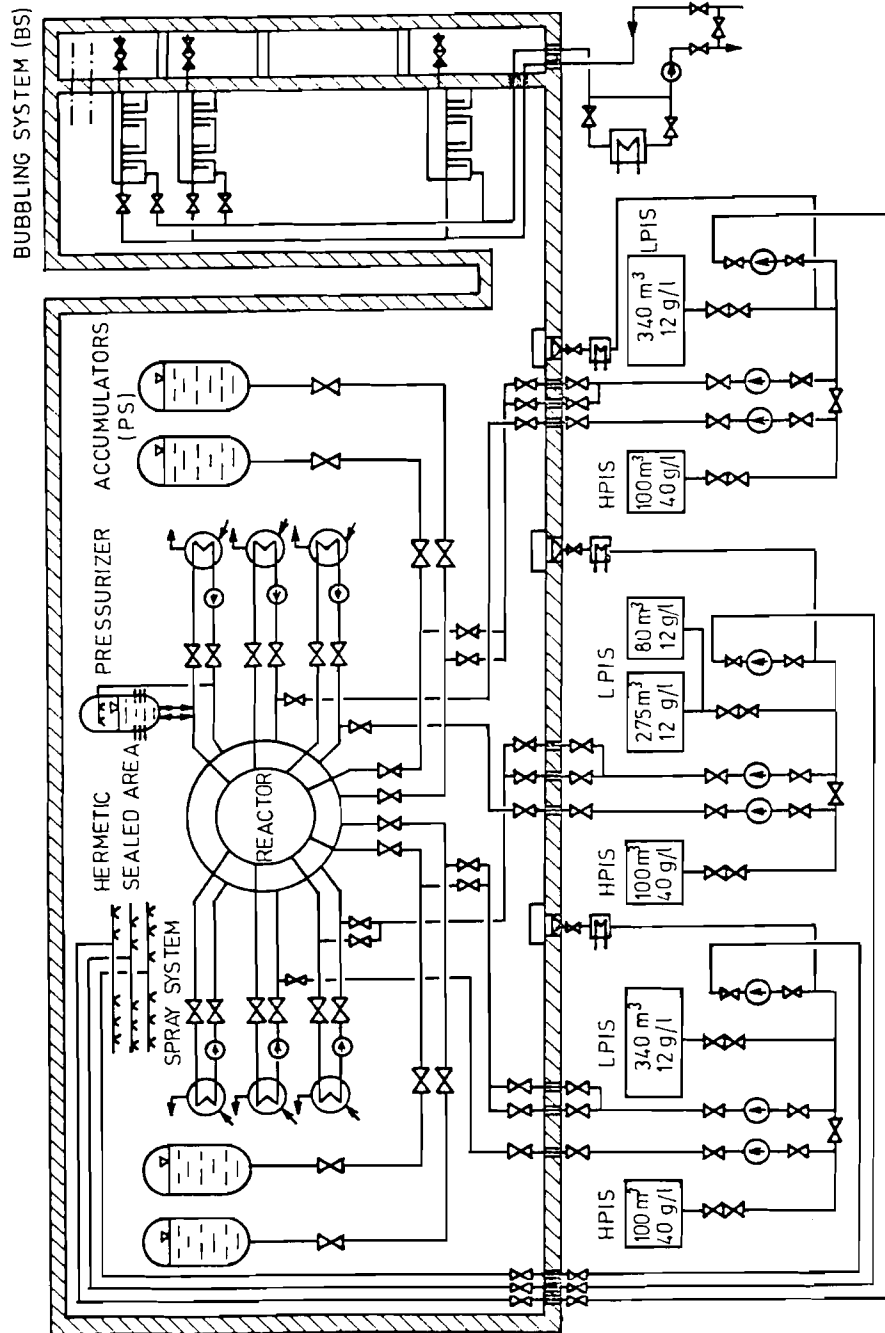 BUBBLING SYSTEM (BS)
ACCUMULATORS
(PS)
PRESSURIZER
HERMETIC
SEALED AREA
SPRAY SYSTEM
REACTOR
LPIS
340 m³
12 g/l
HPIS
100 m³
40 g/l
LPIS
80 m³
12 g/l
275 m³
12 g/l
HPIS
100 m³
40 g/l
LPIS
340 m³
12 g/l
HPIS
100 m³
40 g/l